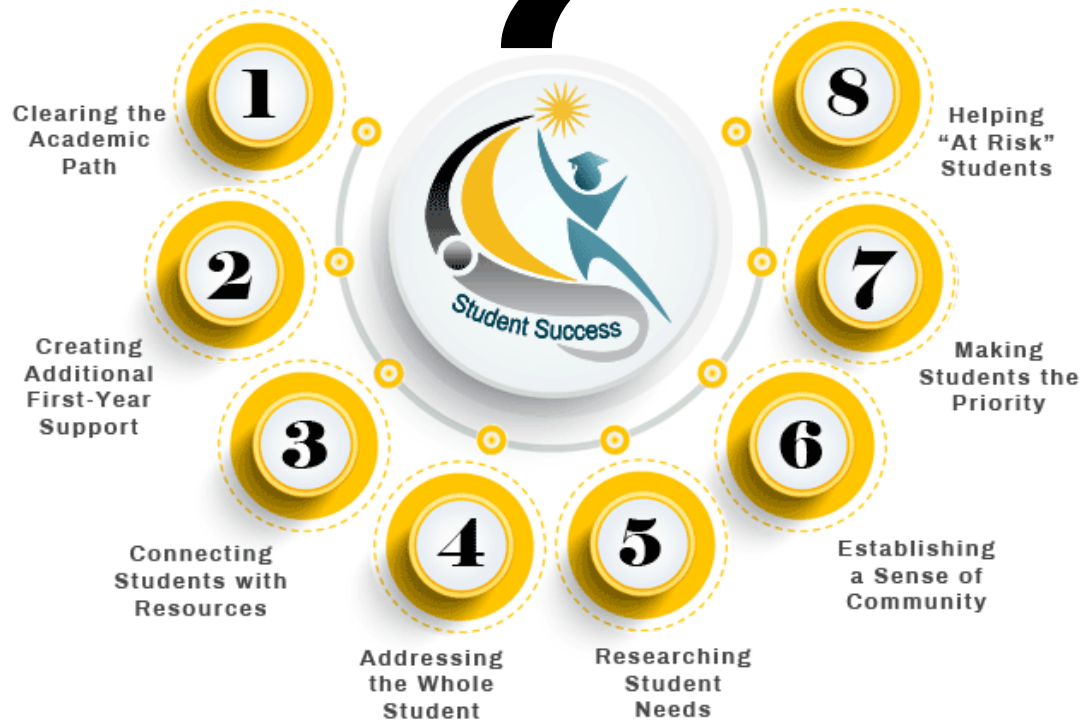 1
Clearing the
Academic
Path
2
Creating
Additional
First-Year
Support
3
Connecting
Students with
Resources
4
Addressing
the Whole
Student
5
Researching
Student
Needs
6
Establishing
a Sense of
Community
7
Making
Students the
Priority
8
Helping
“At Risk”
Students
Student Success